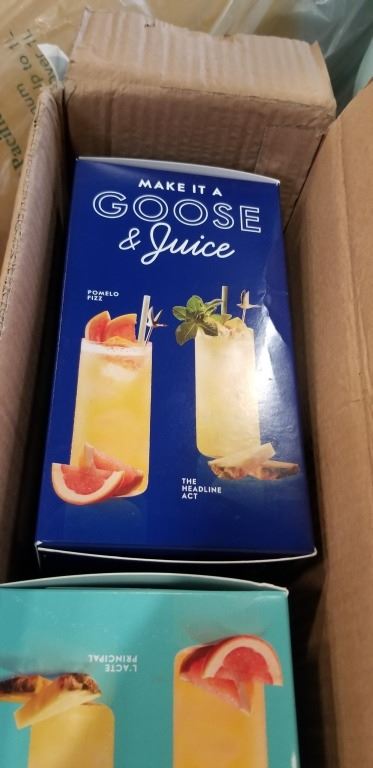 MAKE IT A
GOOSE
& Juice
POMELO
FIZZ
THE
HEADLINE
ACT
L'ACTE
PRINCIPAL